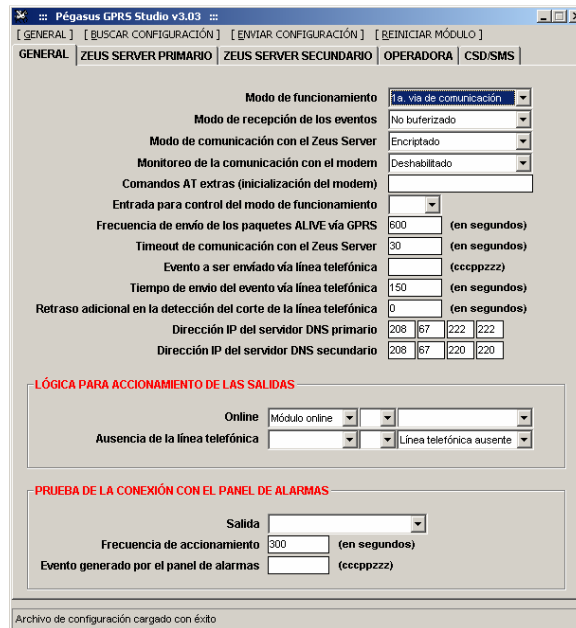 ::: Pégasus GPRS Studio v3.03 :::
[ GENERAL ] [ BUSCAR CONFIGURACIÓN ] [ ENVIAR CONFIGURACIÓN ] [ REINICIAR MÓDULO ]
GENERAL ZEUS SERVER PRIMARIO ZEUS SERVER SECUNDARIO OPERADORA CSD/SMS
Modo de funcionamiento 1a. via de comunicación
Modo de recepción de los eventos No buferizado
Modo de comunicación con el Zeus Server Encriptado
Monitoreo de la comunicación con el modem Deshabilitado
Comandos AT extras (inicialización del modem)
Entrada para control del modo de funcionamiento
Frecuencia de envío de los paquetes ALIVE vía GPRS 600 (en segundos)
Timeout de comunicación con el Zeus Server 30 (en segundos)
Evento a ser envíado vía línea telefónica (cccppzzz)
Tiempo de envio del evento vía línea telefónica 150 (en segundos)
Retraso adicional en la detección del corte de la línea telefónica 0 (en segundos)
Dirección IP del servidor DNS primario 208 67 222 222
Dirección IP del servidor DNS secundario 208 67 220 220
LÓGICA PARA ACCIONAMIENTO DE LAS SALIDAS
Online Módulo online
Ausencia de la línea telefónica Línea telefónica ausente
PRUEBA DE LA CONEXIÓN CON EL PANEL DE ALARMAS
Salida
Frecuencia de accionamiento 300 (en segundos)
Evento generado por el panel de alarmas (cccppzzz)
Archivo de configuración cargado con éxito